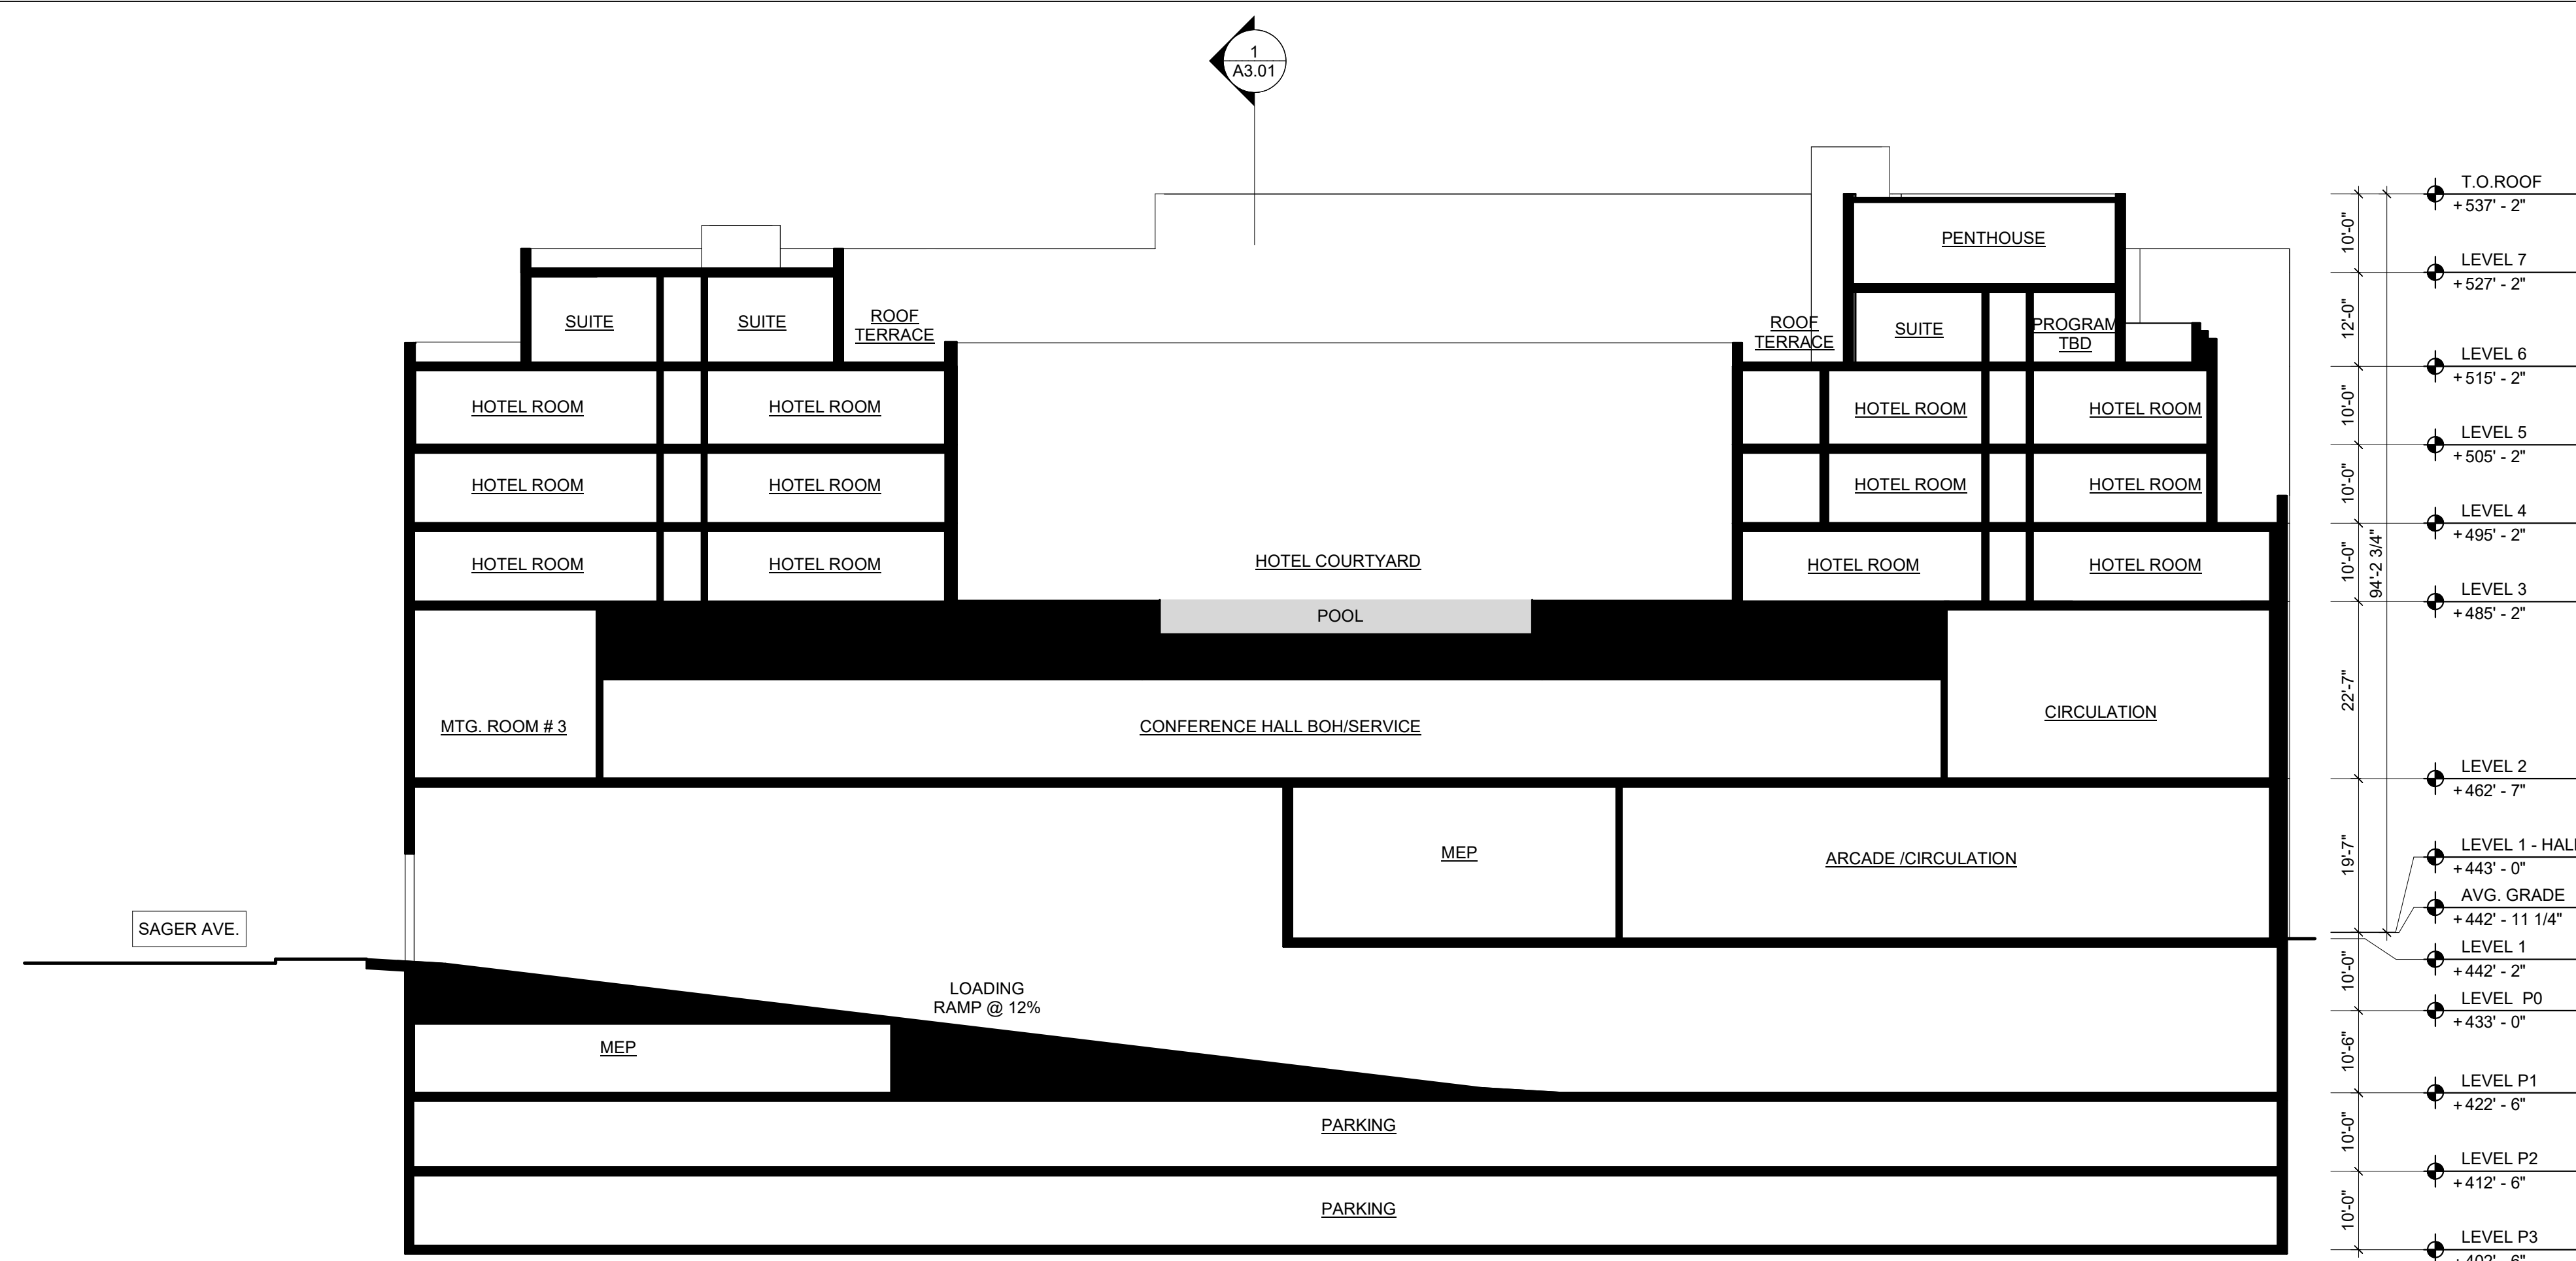 1
A3.01
T.O.ROOF
+537' - 2"
10'-0"
PENTHOUSE
LEVEL 7
+527' - 2"
SUITE
SUITE
ROOF
TERRACE
ROOF
TERRACE
SUITE
PROGRAM
TBD
12'-0"
LEVEL 6
+515' - 2"
HOTEL ROOM
HOTEL ROOM
HOTEL ROOM
HOTEL ROOM
10'-0"
LEVEL 5
+505' - 2"
HOTEL ROOM
HOTEL ROOM
HOTEL ROOM
HOTEL ROOM
10'-0"
LEVEL 4
+495' - 2"
HOTEL ROOM
HOTEL ROOM
HOTEL COURTYARD
HOTEL ROOM
HOTEL ROOM
10'-0"
94'-2 3/4"
LEVEL 3
+485' - 2"
POOL
22'-7"
MTG. ROOM # 3
CONFERENCE HALL BOH/SERVICE
CIRCULATION
LEVEL 2
+462' - 7"
MEP
ARCADE /CIRCULATION
19'-7"
LEVEL 1 - HALL
+443' - 0"
AVG. GRADE
+442' - 11 1/4"
SAGER AVE.
LEVEL 1
+442' - 2"
10'-0"
LOADING
RAMP @ 12%
LEVEL P0
+433' - 0"
MEP
10'-6"
LEVEL P1
+422' - 6"
PARKING
10'-0"
LEVEL P2
+412' - 6"
PARKING
10'-0"
LEVEL P3